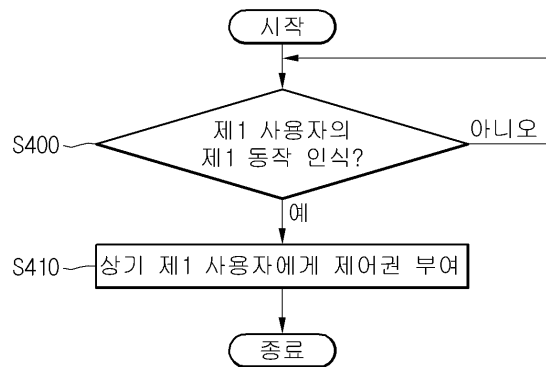 시작
제1 사용자의
제1 동작 인식?
아니오
S400
예
S410
상기 제1 사용자에게 제어권 부여
종료